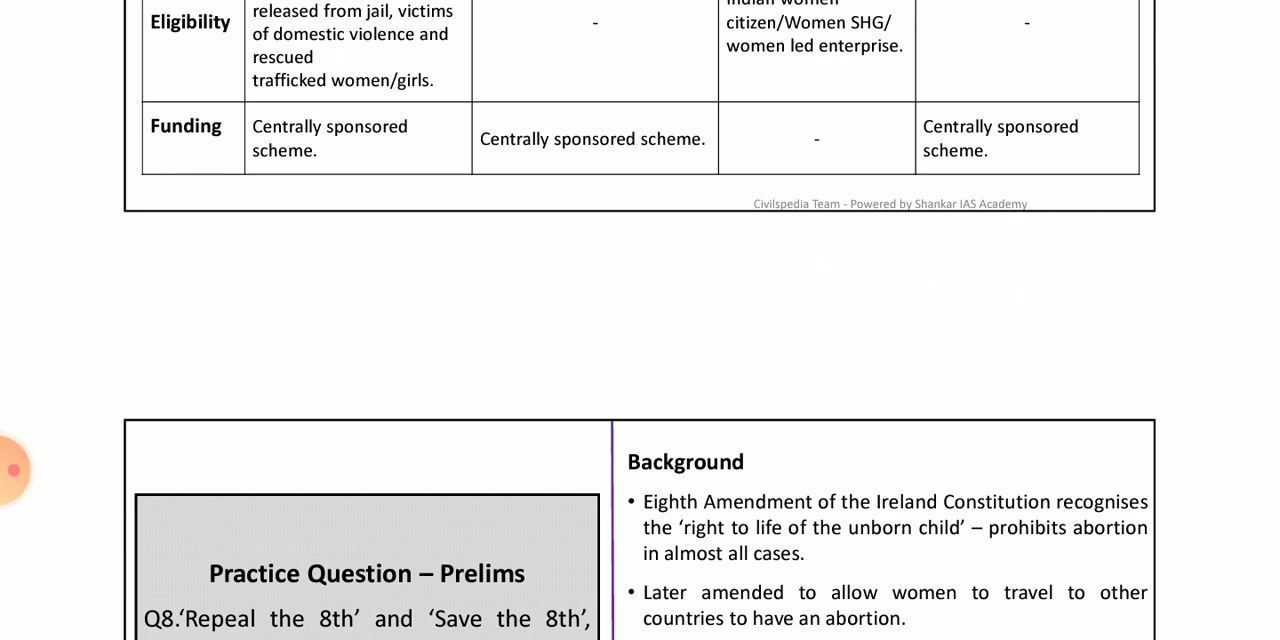 Eligibility
released from jail, victims
of domestic violence and
rescued
trafficked women/girls.
-
Indian women
citizen/Women SHG/
women led enterprise.
-
Funding
Centrally sponsored
scheme.
Centrally sponsored scheme.
-
Centrally sponsored
scheme.
Civilspedia Team - Powered by Shankar IAS Academy
Practice Question – Prelims
Q8.‘Repeal the 8th’ and ‘Save the 8th’,
Background
• Eighth Amendment of the Ireland Constitution recognises
the ‘right to life of the unborn child’ – prohibits abortion
in almost all cases.
• Later amended to allow women to travel to other
countries to have an abortion.